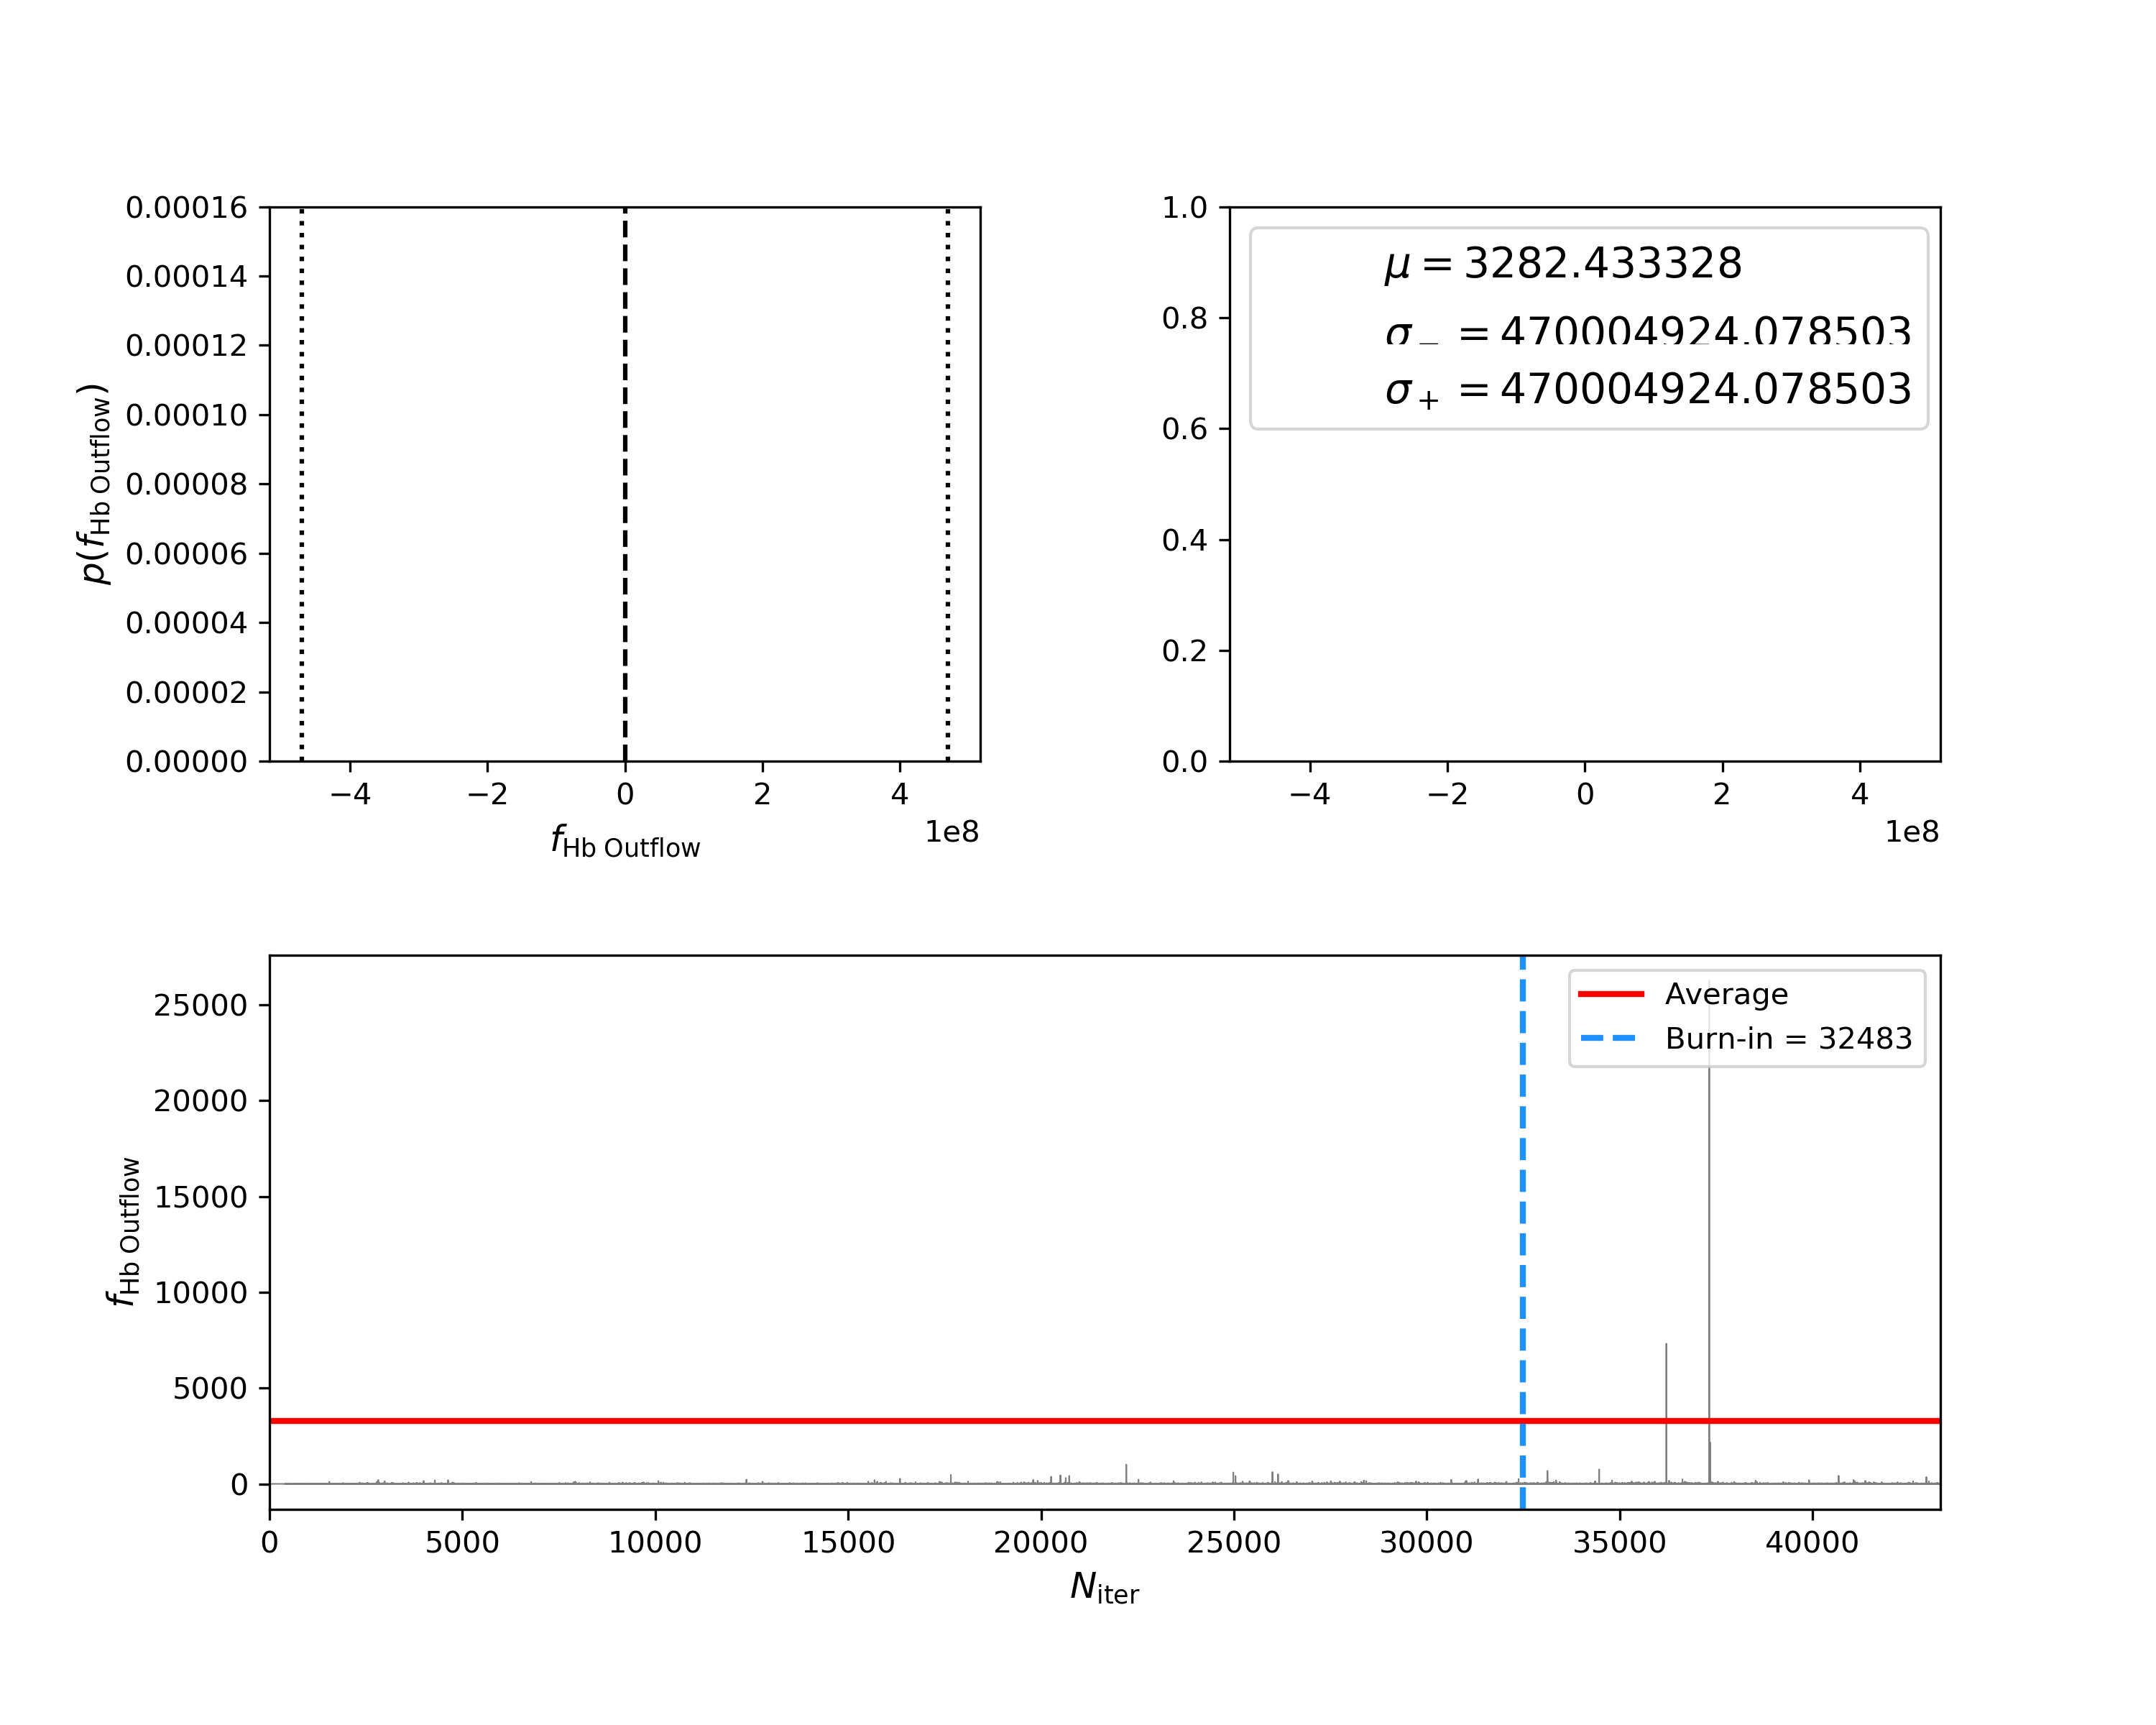 0.00016
0.00014
0.00012
0.00010
0.00008
0.00006
0.00004
0.00002
0.00000
p(f_Hb Outflow)
−4 −2 0 2 4
1e8
f_Hb Outflow
1.0
0.8
0.6
0.4
0.2
0.0
μ = 3282.433328
σ_− = 470004924.078503
σ_+ = 470004924.078503
−4 −2 0 2 4
1e8
25000
20000
15000
10000
5000
0
f_Hb Outflow
Average
Burn-in = 32483
0 5000 10000 15000 20000 25000 30000 35000 40000
N_iter